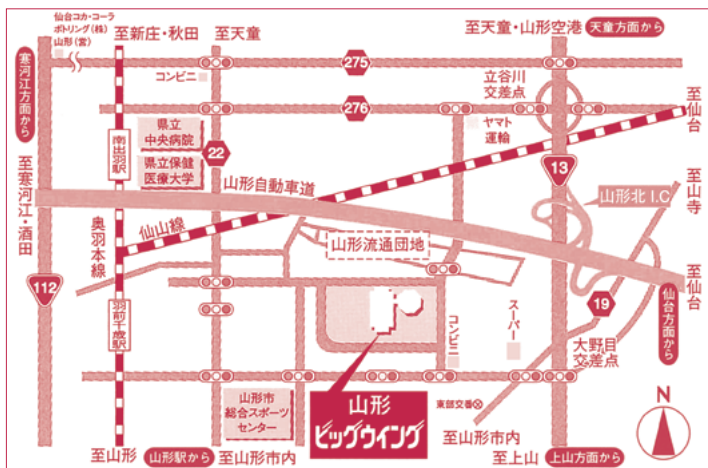 仙台コカ・コーラ
ボトリング(株)
山形(営)
至新庄・秋田
至天童
至天童・山形空港
天童方面から
寒河江方面から
コンビニ
275
立谷川
交差点
276
至仙台
県立
中央病院
ヤマト
運輸
南出羽駅
22
県立保健
医療大学
13
至寒河江・酒田
山形自動車道
山形北I.C
至山寺
奥羽本線
仙山線
山形流通団地
112
至仙台
羽前千歳駅
19
仙台方面から
コンビニ
スーパー
大野目
交差点
山形市
総合スポーツ
センター
山形
ビッグウイング
東部交番
N
至山形
山形駅から
至山形市内
至山形市内
至上山
上山方面から